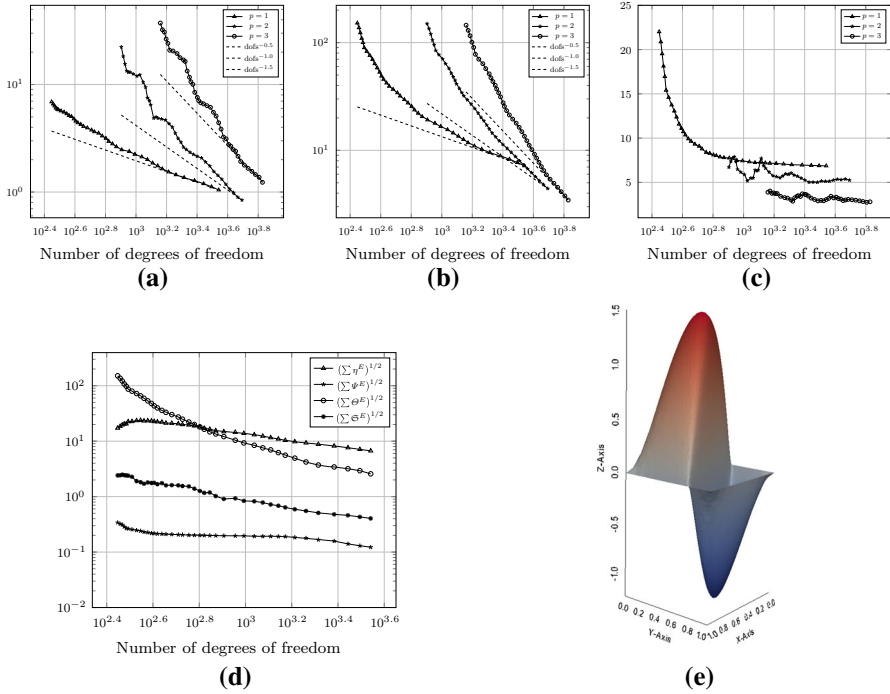 p = 1
p = 2
p = 3
dofs^−0.5
dofs^−1.0
dofs^−1.5
10^1
10^0
10^2.4 10^2.6 10^2.8 10^3 10^3.2 10^3.4 10^3.6 10^3.8
Number of degrees of freedom
(a)
p = 1
p = 2
p = 3
dofs^−0.5
dofs^−1.0
dofs^−1.5
10^2
10^1
10^2.4 10^2.6 10^2.8 10^3 10^3.2 10^3.4 10^3.6 10^3.8
Number of degrees of freedom
(b)
p = 1
p = 2
p = 3
25
20
15
10
5
10^2.4 10^2.6 10^2.8 10^3 10^3.2 10^3.4 10^3.6 10^3.8
Number of degrees of freedom
(c)
(∑ η^E)^1/2
(∑ Ψ^E)^1/2
(∑ Θ^E)^1/2
(∑ 𝔖^E)^1/2
10^2
10^1
10^0
10^−1
10^−2
10^2.4 10^2.6 10^2.8 10^3 10^3.2 10^3.4 10^3.6
Number of degrees of freedom
(d)
1.5
1.0
0.5
0.0
-0.5
-1.0
Z-Axis
0.0 0.2 0.4 0.6 0.8 1.0
Y-Axis
1.0 0.8 0.6 0.4 0.2 0.0
X-Axis
(e)